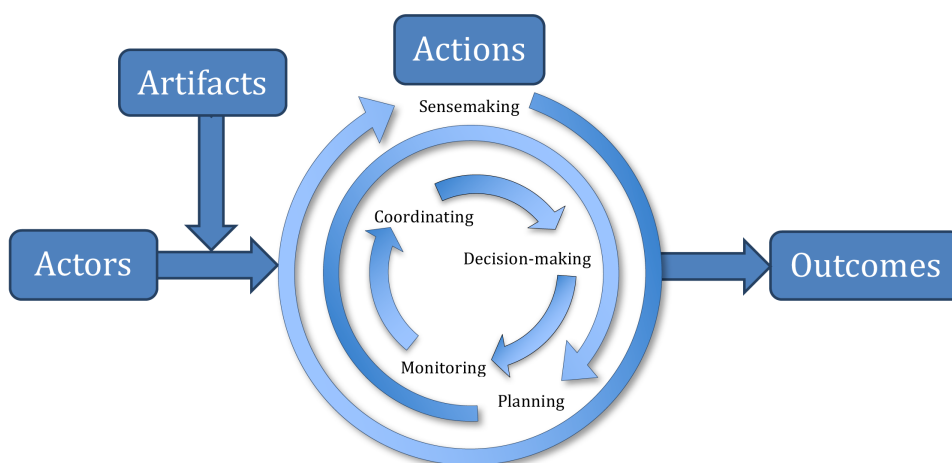 Actions
Artifacts
Sensemaking
Coordinating
Actors
Decision-making
Outcomes
Monitoring
Planning